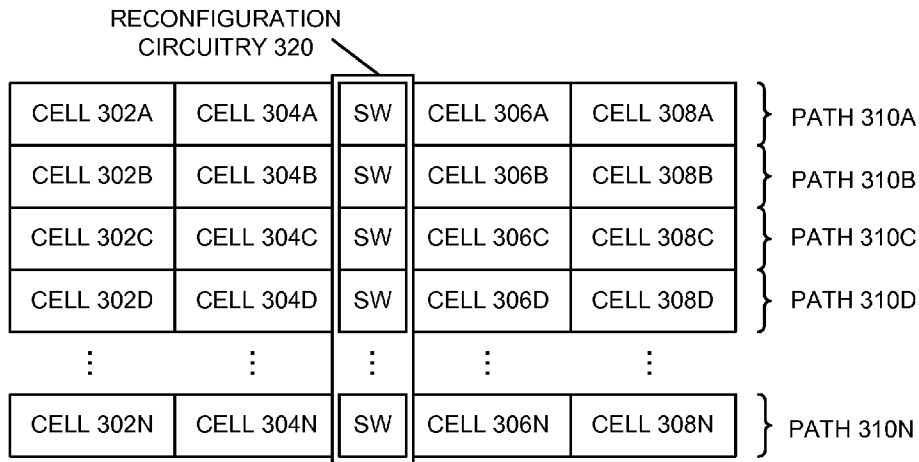 RECONFIGURATION
CIRCUITRY 320
CELL 302A CELL 304A SW CELL 306A CELL 308A PATH 310A
CELL 302B CELL 304B SW CELL 306B CELL 308B PATH 310B
CELL 302C CELL 304C SW CELL 306C CELL 308C PATH 310C
CELL 302D CELL 304D SW CELL 306D CELL 308D PATH 310D
⋮ ⋮ ⋮ ⋮ ⋮
CELL 302N CELL 304N SW CELL 306N CELL 308N PATH 310N